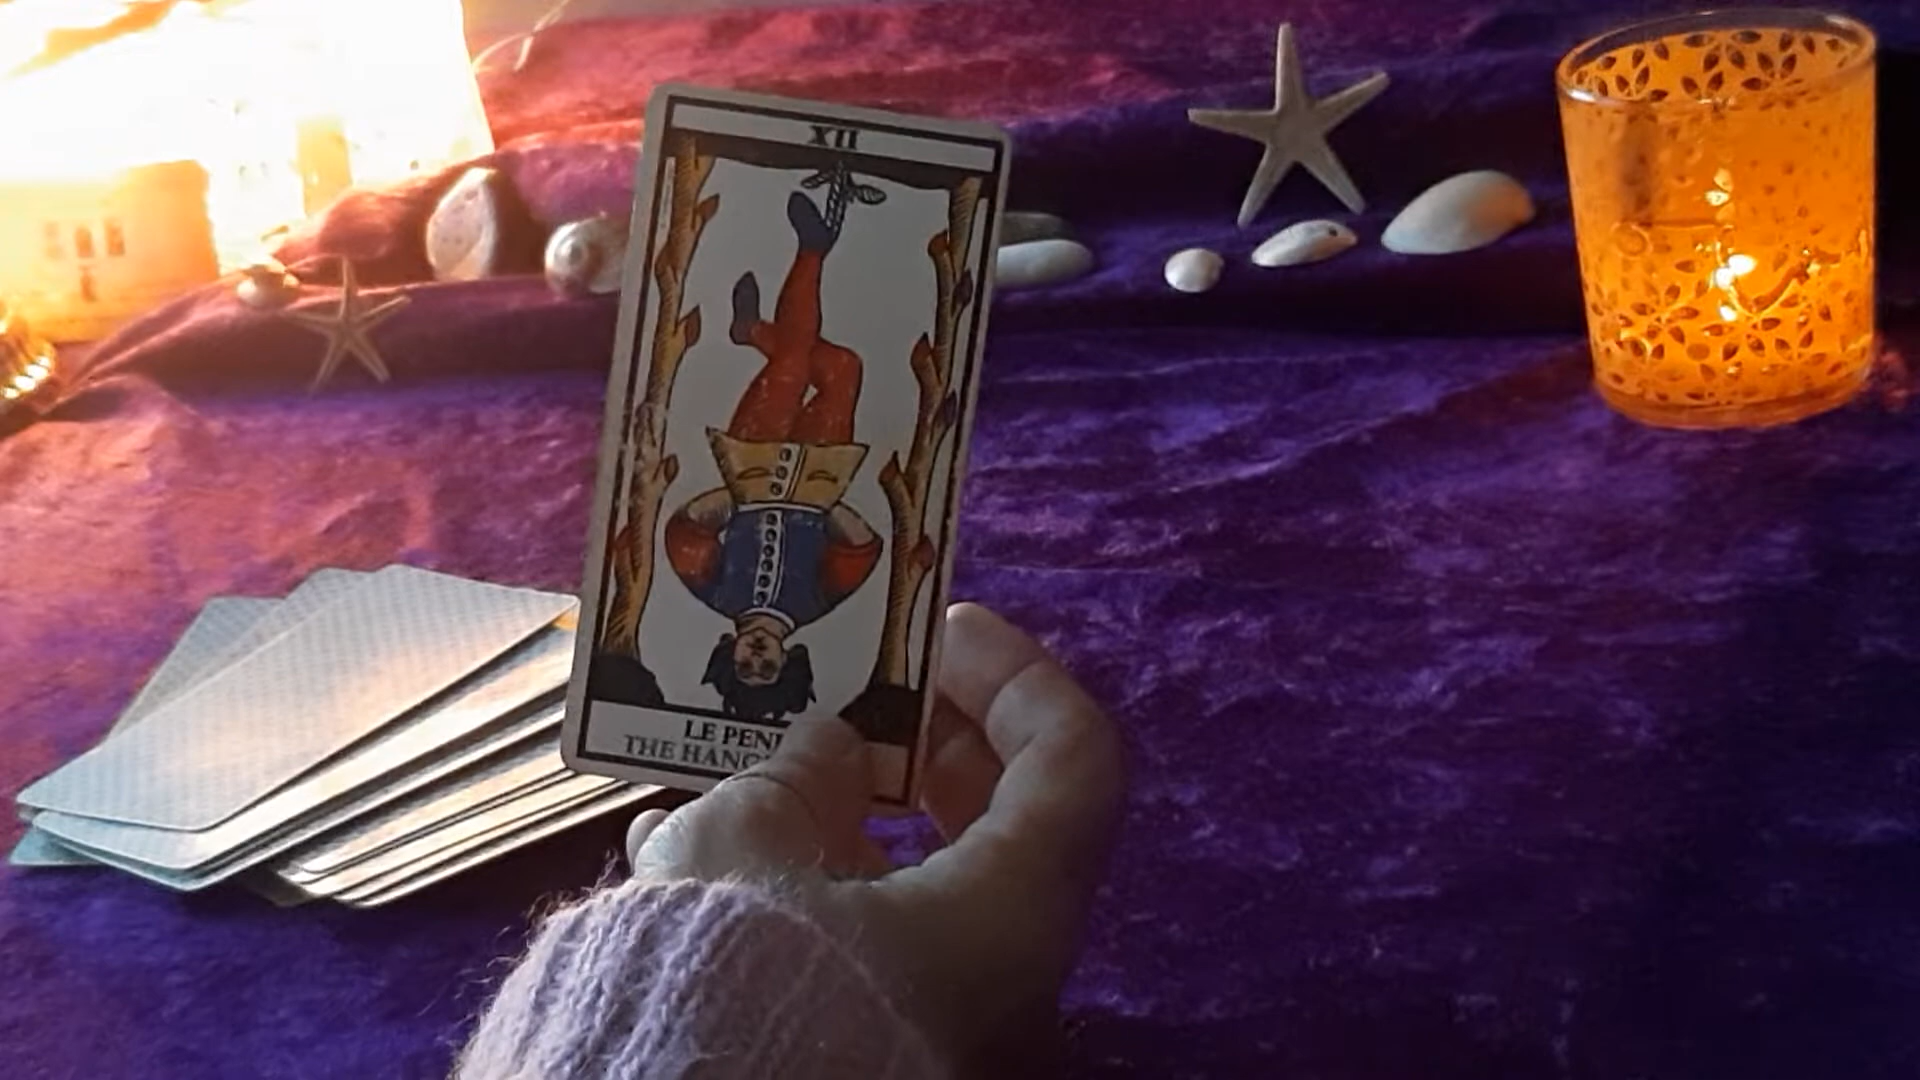 XII
LE PEN
THE HANG